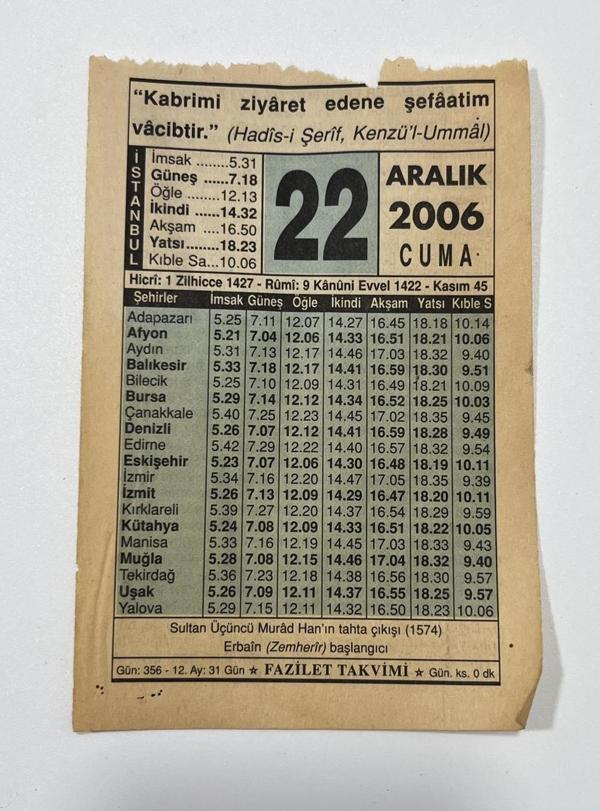 “Kabrimi ziyâret edene şefâatim
vâcibtir.” (Hadîs-i Şerîf, Kenzü'l-Ummâl)
İSTANBUL
İmsak ........5.31
Güneş ......7.18
Öğle ........12.13
İkindi ......14.32
Akşam ....16.50
Yatsı........18.23
Kıble Sa...10.06
22
ARALIK
2006
CUMA
Hicrî: 1 Zilhicce 1427 - Rûmî: 9 Kânûni Evvel 1422 - Kasım 45
Şehirler İmsak Güneş Öğle İkindi Akşam Yatsı Kıble S
Adapazarı 5.25 7.11 12.07 14.27 16.45 18.18 10.14
Afyon 5.21 7.04 12.06 14.33 16.51 18.21 10.06
Aydın 5.31 7.13 12.17 14.46 17.03 18.32 9.40
Balıkesir 5.33 7.18 12.17 14.41 16.59 18.30 9.51
Bilecik 5.25 7.10 12.09 14.31 16.49 18.21 10.09
Bursa 5.29 7.14 12.12 14.34 16.52 18.25 10.03
Çanakkale 5.40 7.25 12.23 14.45 17.02 18.35 9.45
Denizli 5.26 7.07 12.12 14.41 16.59 18.28 9.49
Edirne 5.42 7.29 12.22 14.40 16.57 18.32 9.54
Eskişehir 5.23 7.07 12.06 14.30 16.48 18.19 10.11
İzmir 5.34 7.16 12.20 14.47 17.05 18.35 9.39
İzmit 5.26 7.13 12.09 14.29 16.47 18.20 10.11
Kırklareli 5.39 7.27 12.20 14.37 16.54 18.29 9.59
Kütahya 5.24 7.08 12.09 14.33 16.51 18.22 10.05
Manisa 5.33 7.16 12.19 14.45 17.03 18.33 9.43
Muğla 5.28 7.08 12.15 14.46 17.04 18.32 9.40
Tekirdağ 5.36 7.23 12.18 14.38 16.56 18.30 9.57
Uşak 5.26 7.09 12.11 14.37 16.55 18.25 9.57
Yalova 5.29 7.15 12.11 14.32 16.50 18.23 10.06
Sultan Üçüncü Murâd Han'ın tahta çıkışı (1574)
Erbaîn (Zemherîr) başlangıcı
Gün: 356 - 12. Ay: 31 Gün ☆ FAZİLET TAKVİMİ ☆ Gün. ks. 0 dk